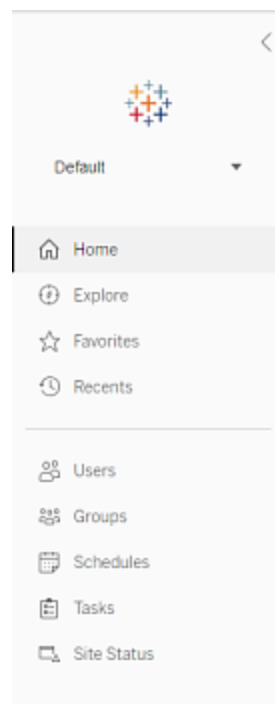 Default
Home
Explore
Favorites
Recents
Users
Groups
Schedules
Tasks
Site Status